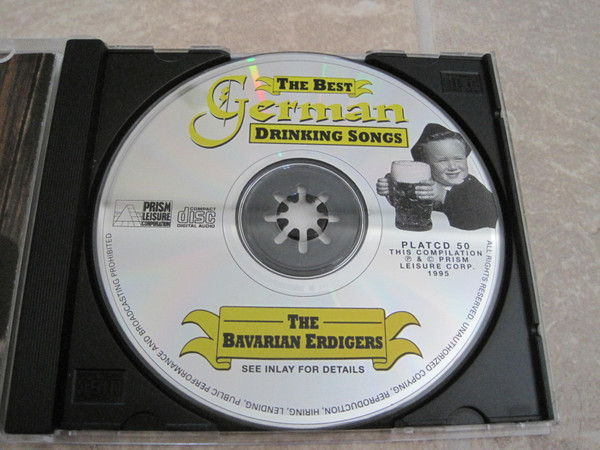 THE BEST
German
DRINKING SONGS
PRISM
LEISURE
CORPORATION
COMPACT
disc
DIGITAL AUDIO
PLATCD 50
THIS COMPILATION
℗ & © PRISM
LEISURE CORP.
1995
THE
BAVARIAN ERDIGERS
SEE INLAY FOR DETAILS
ALL RIGHTS RESERVED. UNAUTHORIZED COPYING, REPRODUCTION, HIRING, LENDING, PUBLIC PERFORMANCE AND BROADCASTING PROHIBITED